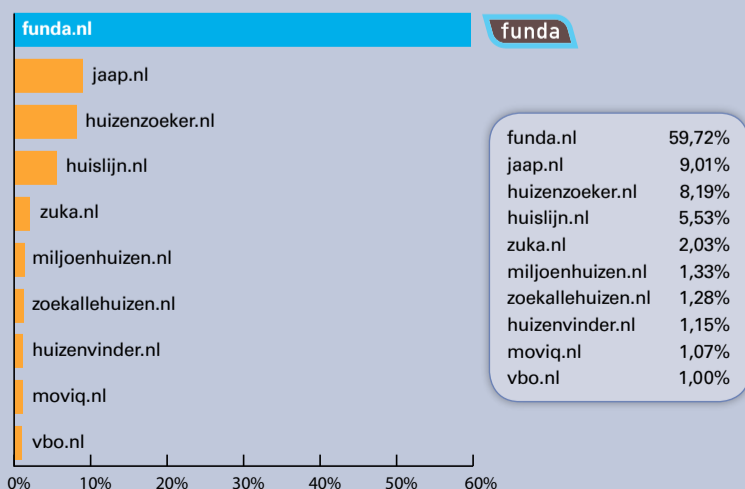 funda.nl
funda
jaap.nl
huizenzoeker.nl
huislijn.nl
zuka.nl
miljoenhuizen.nl
zoekallehuizen.nl
huizenvinder.nl
moviq.nl
vbo.nl
0% 10% 20% 30% 40% 50% 60%
funda.nl 59,72%
jaap.nl 9,01%
huizenzoeker.nl 8,19%
huislijn.nl 5,53%
zuka.nl 2,03%
miljoenhuizen.nl 1,33%
zoekallehuizen.nl 1,28%
huizenvinder.nl 1,15%
moviq.nl 1,07%
vbo.nl 1,00%